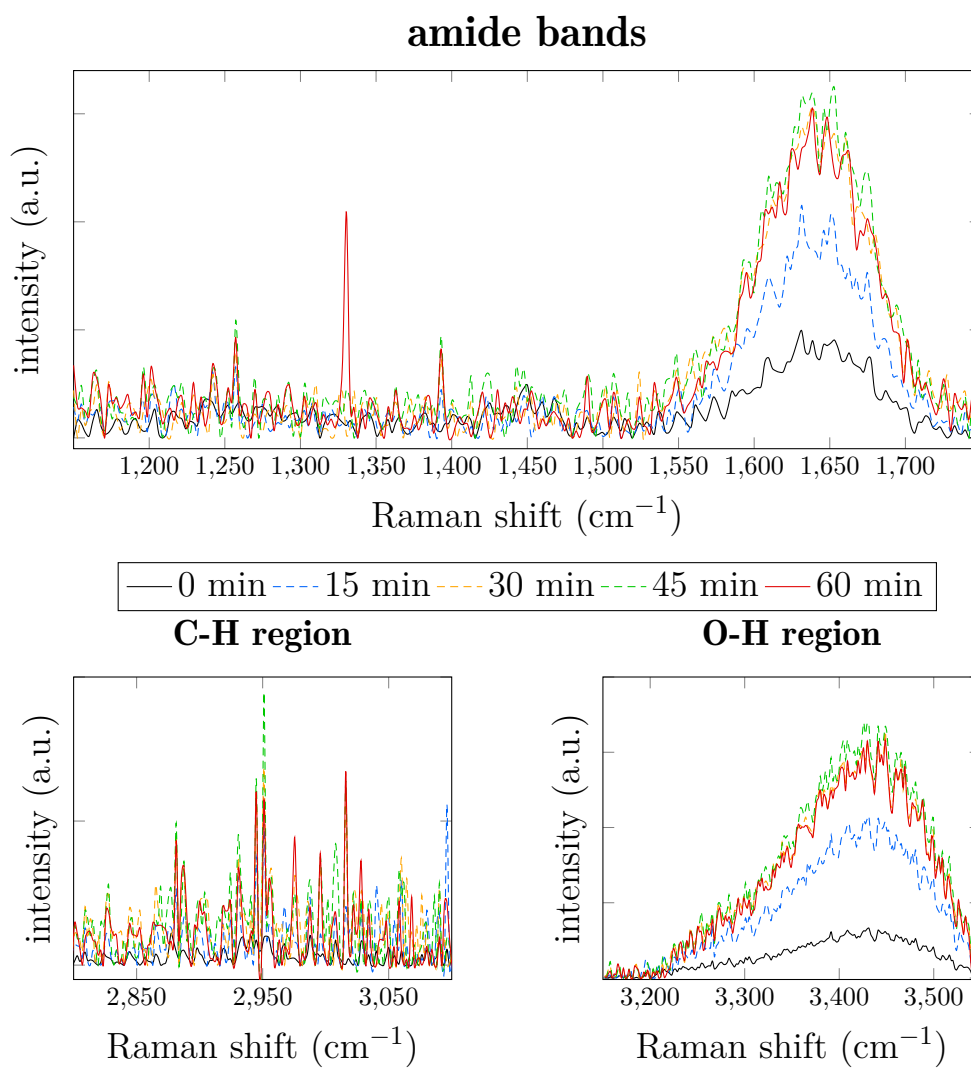 amide bands
intensity (a.u.)
1,200 1,250 1,300 1,350 1,400 1,450 1,500 1,550 1,600 1,650 1,700
Raman shift (cm⁻¹)
0 min 15 min 30 min 45 min 60 min
C-H region
intensity (a.u.)
2,850 2,950 3,050
Raman shift (cm⁻¹)
O-H region
intensity (a.u.)
3,200 3,300 3,400 3,500
Raman shift (cm⁻¹)